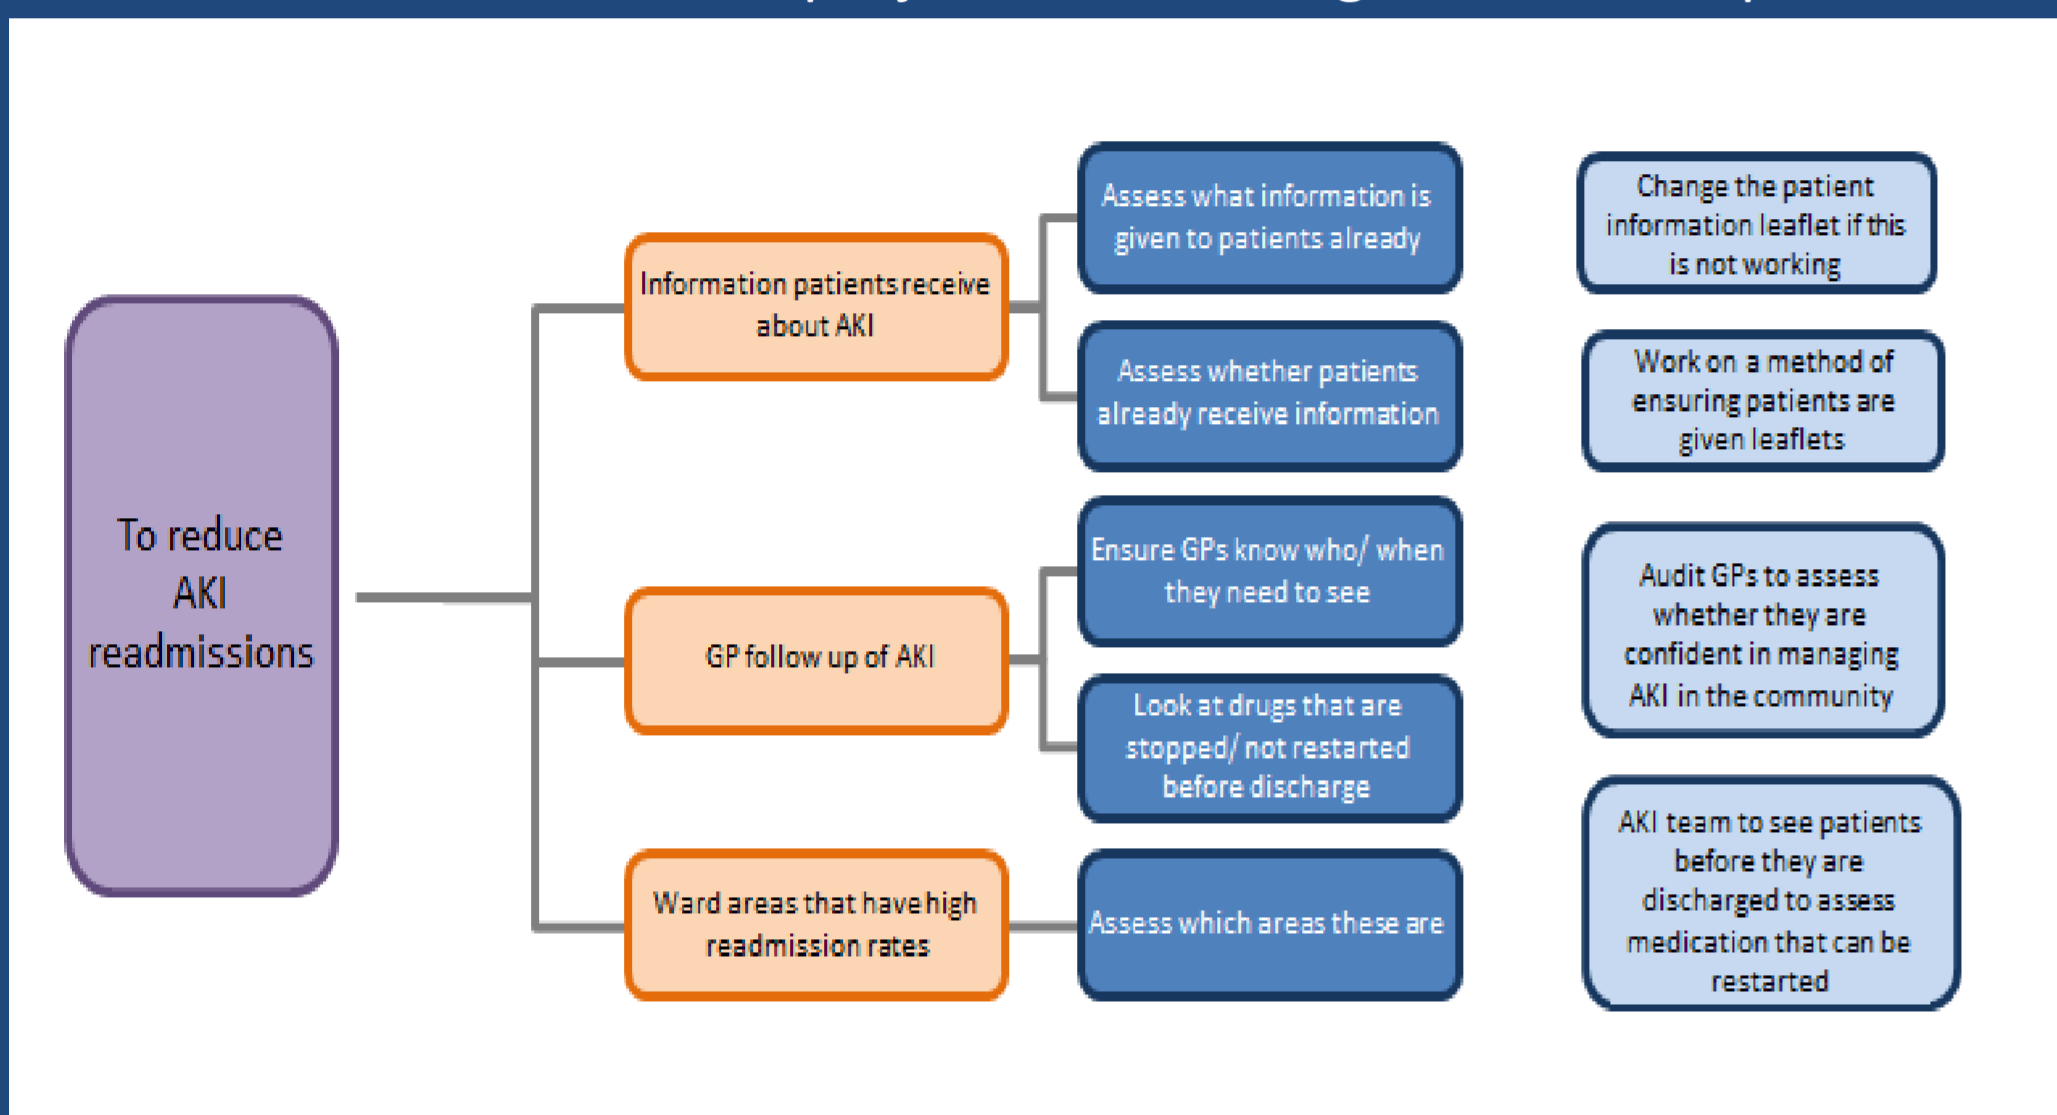 To reduce
AKI
readmissions
Information patients receive
about AKI
GP follow up of AKI
Ward areas that have high
readmission rates
Assess what information is
given to patients already
Assess whether patients
already receive information
Ensure GPs know who/ when
they need to see
Look at drugs that are
stopped/ not restarted
before discharge
Assess which areas these are
Change the patient
information leaflet if this
is not working
Work on a method of
ensuring patients are
given leaflets
Audit GPs to assess
whether they are
confident in managing
AKI in the community
AKI team to see patients
before they are
discharged to assess
medication that can be
restarted